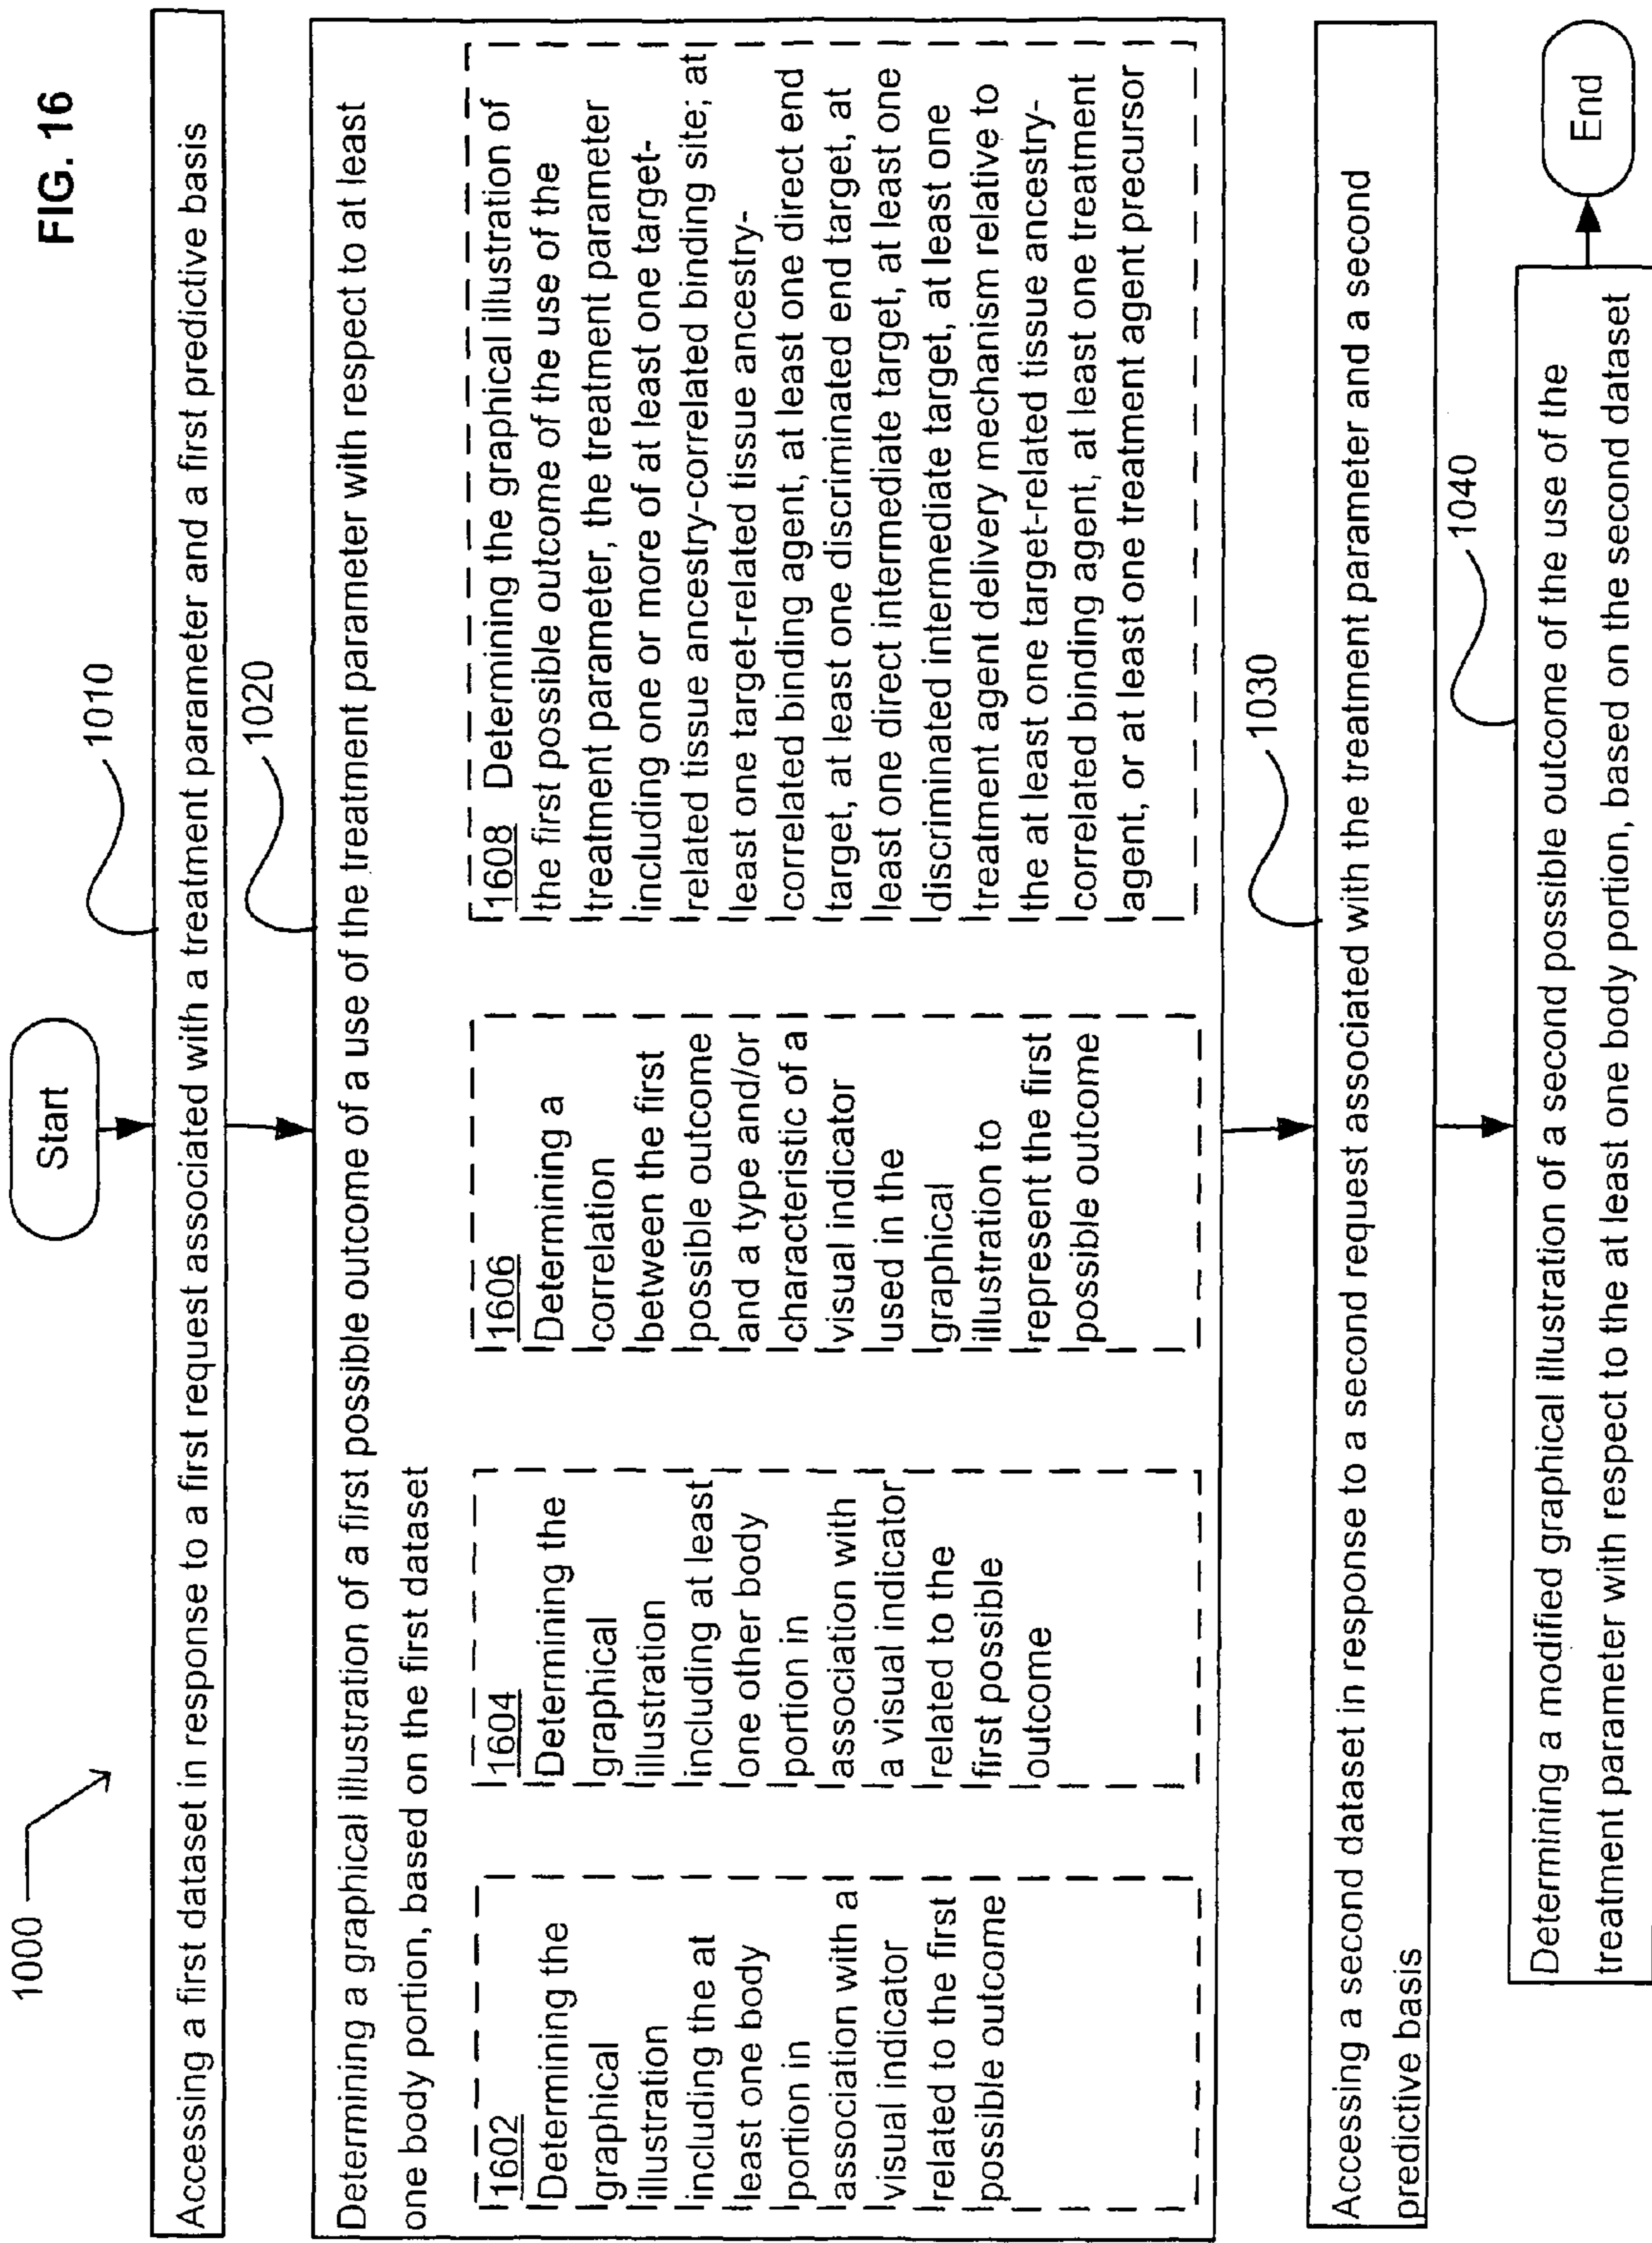 FIG. 16
1000
Start
1010
Accessing a first dataset in response to a first request associated with a treatment parameter and a first predictive basis
1020
Determining a graphical illustration of a first possible outcome of a use of the treatment parameter with respect to at least
one body portion, based on the first dataset
1602
Determining the
graphical
illustration
including the at
least one body
portion in
association with a
visual indicator
related to the first
possible outcome
1604
Determining the
graphical
illustration
including at least
one other body
portion in
association with
a visual indicator
related to the
first possible
outcome
1606
Determining a
correlation
between the first
possible outcome
and a type and/or
characteristic of a
visual indicator
used in the
graphical
illustration to
represent the first
possible outcome
1608 Determining the graphical illustration of
the first possible outcome of the use of the
treatment parameter, the treatment parameter
including one or more of at least one target-
related tissue ancestry-correlated binding site; at
least one target-related tissue ancestry-
correlated binding agent, at least one direct end
target, at least one discriminated end target, at
least one direct intermediate target, at least one
discriminated intermediate target, at least one
treatment agent delivery mechanism relative to
the at least one target-related tissue ancestry-
correlated binding agent, at least one treatment
agent, or at least one treatment agent precursor
1030
Accessing a second dataset in response to a second request associated with the treatment parameter and a second
predictive basis
1040
Determining a modified graphical illustration of a second possible outcome of the use of the
treatment parameter with respect to the at least one body portion, based on the second dataset
End